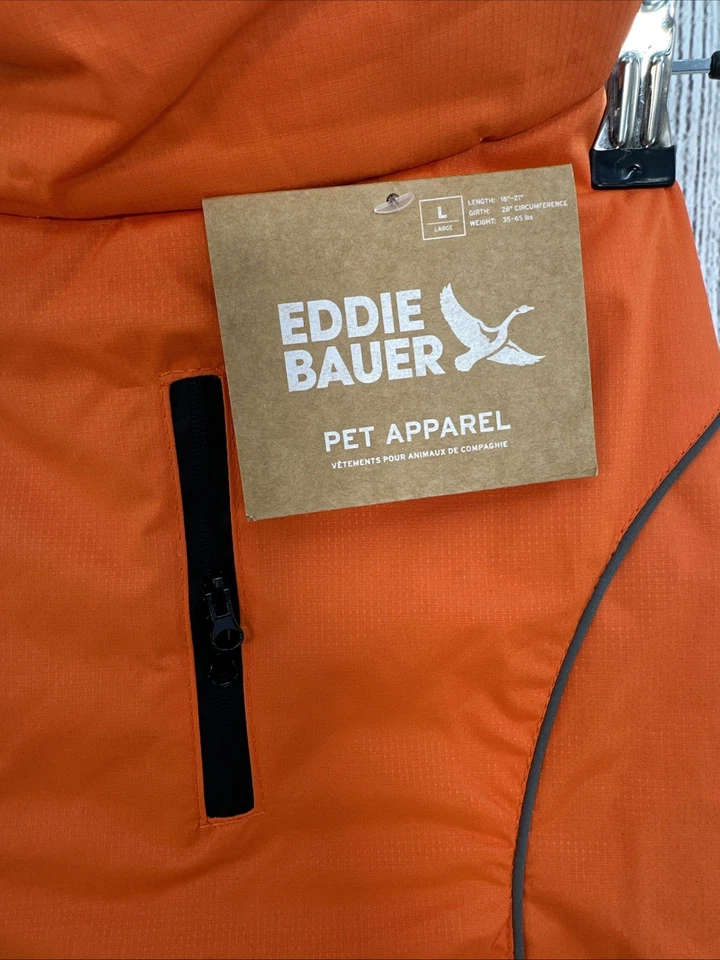 L
LARGE
LENGTH: 18"-21"
GIRTH: 26" CIRCUMFERENCE
WEIGHT: 35-65 lbs
EDDIE
BAUER
PET APPAREL
VÊTEMENTS POUR ANIMAUX DE COMPAGNIE